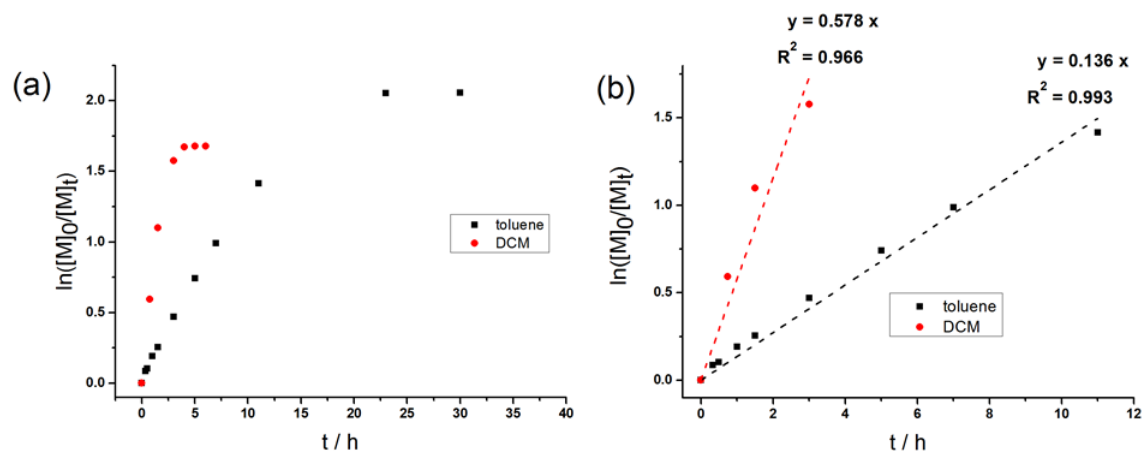 (a)
ln([M]0/[M]t)
2.0
1.5
1.0
0.5
0.0
toluene
DCM
0 5 10 15 20 25 30 35 40
t / h
(b)
y = 0.578 x
R2 = 0.966
y = 0.136 x
R2 = 0.993
ln([M]0/[M]t)
1.5
1.0
0.5
0.0
toluene
DCM
0 2 4 6 8 10 12
t / h